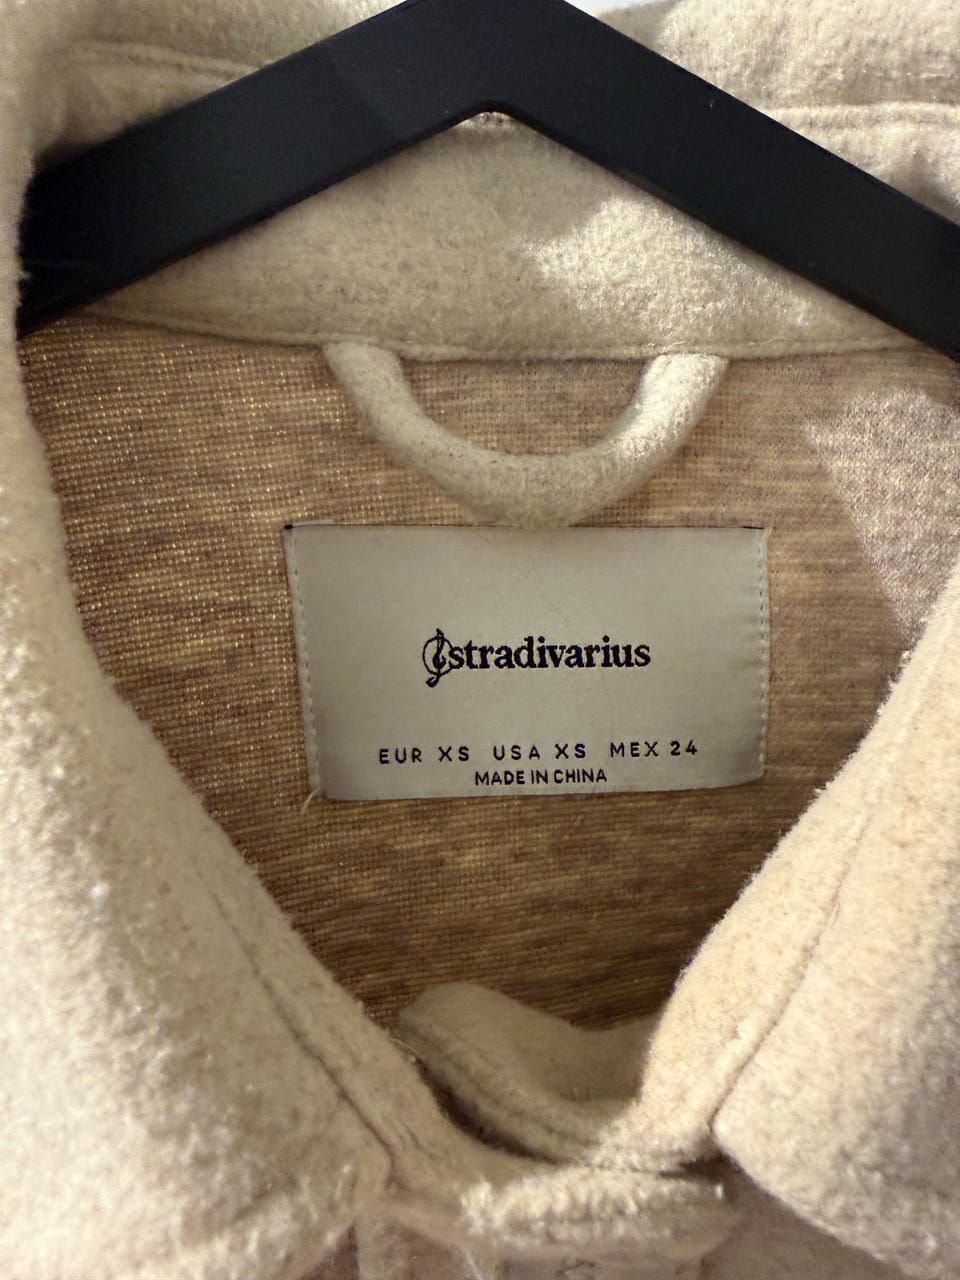 stradivarius
EUR XS USA XS MEX 24
MADE IN CHINA